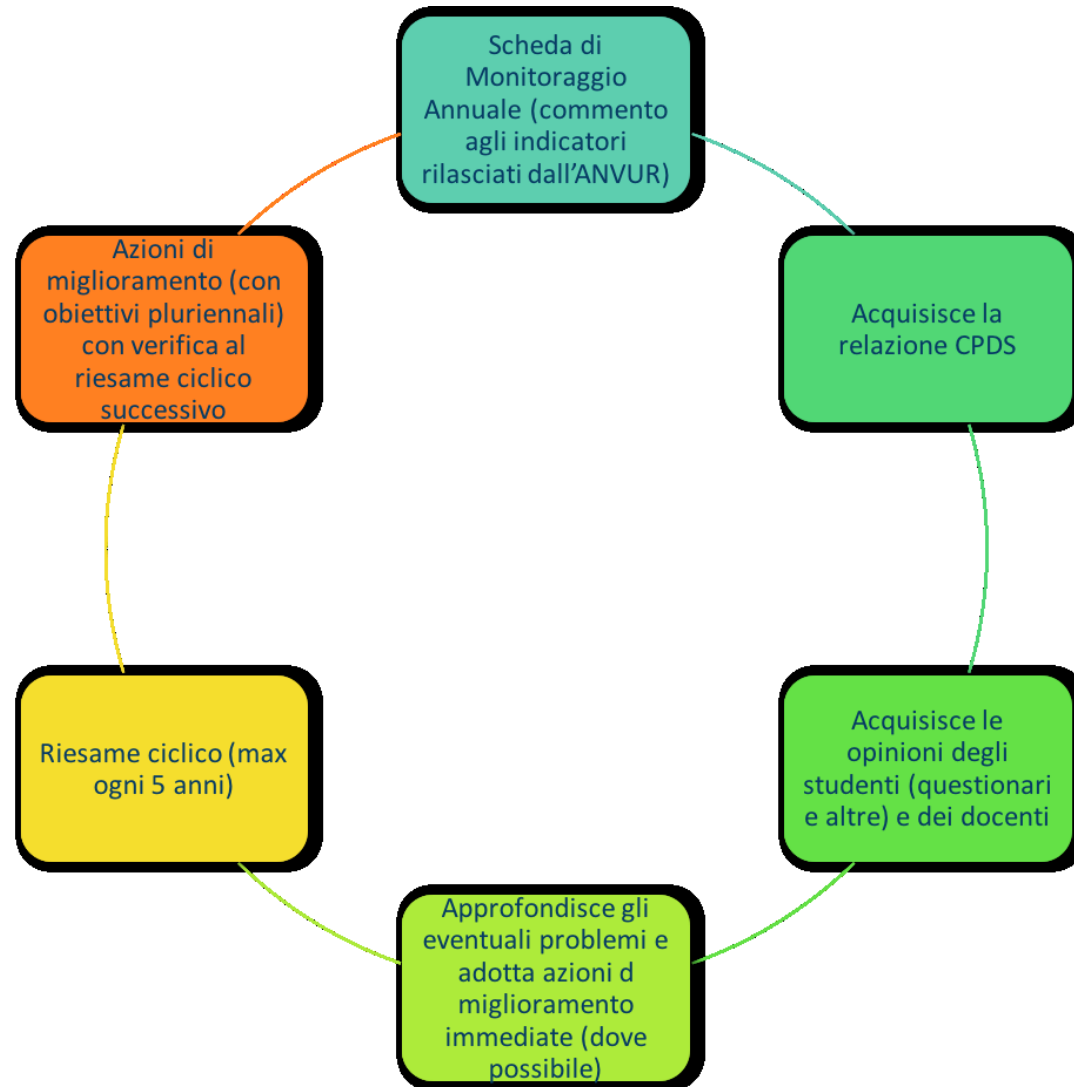 Scheda di
Monitoraggio
Annuale (commento
agli indicatori
rilasciati dall'ANVUR)
Acquisisce la
relazione CPDS
Acquisisce le
opinioni degli
studenti (questionari
e altre) e dei docenti
Approfondisce gli
eventuali problemi e
adotta azioni d
miglioramento
immediate (dove
possibile)
Riesame ciclico (max
ogni 5 anni)
Azioni di
miglioramento (con
obiettivi pluriennali)
con verifica al
riesame ciclico
successivo